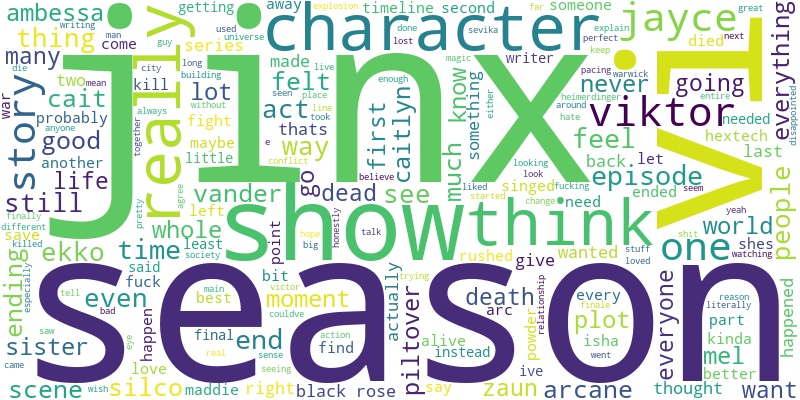 ambessa
getting
away
someone
timeline
second
explosion
far
done
explain
great
jinx
character
jayce
writing
man
thing
come
series
universe
used
lost
sevika
perfect
keep
died
next
guy
many
die
city
long
made
live
magic
writer
pacing
warwick
two
mean
kill
building
felt
seen
enough
something
going
everything
story
cait
really
lot
act
place
line
either
viktor
heimerdinger
entire
never
around
hate
needed
disappointed
war
probably
anyone
always
without
took
first
caitlyn
much know
hextech
good
fight
thats
way
feel
Vi
another
maybe
together
e
conflict
looking
look
back
let
last
life
little
believe
liked
fucking
episode
seem
people
still
vander
agree
pretty
go
dead
see
singed
started
change
ended
yeah
finally
different
save
killed
left
show
think
need
world
shit
whole
point
one
shes
watching
ekko
time
least
society
hope
big
honestly
talk
rushed
wanted
stuff
loved
ending
especially
said
bit
actually
give
happened
season
tell
fuck
even
main
victor
couldve
moment
trying
death
every
finale
plot
everyone
reason
literally
part
saw
bad
best
arc
relationship
sister
eye
happen
final
action
end
find
piltover
alive
instead
powder
isha
kinda
mel
came
real
sense
seeing
went
better
scene
wish
love
silco
maddie
right
black rose
say
ive
zaun
arcane
thought
want